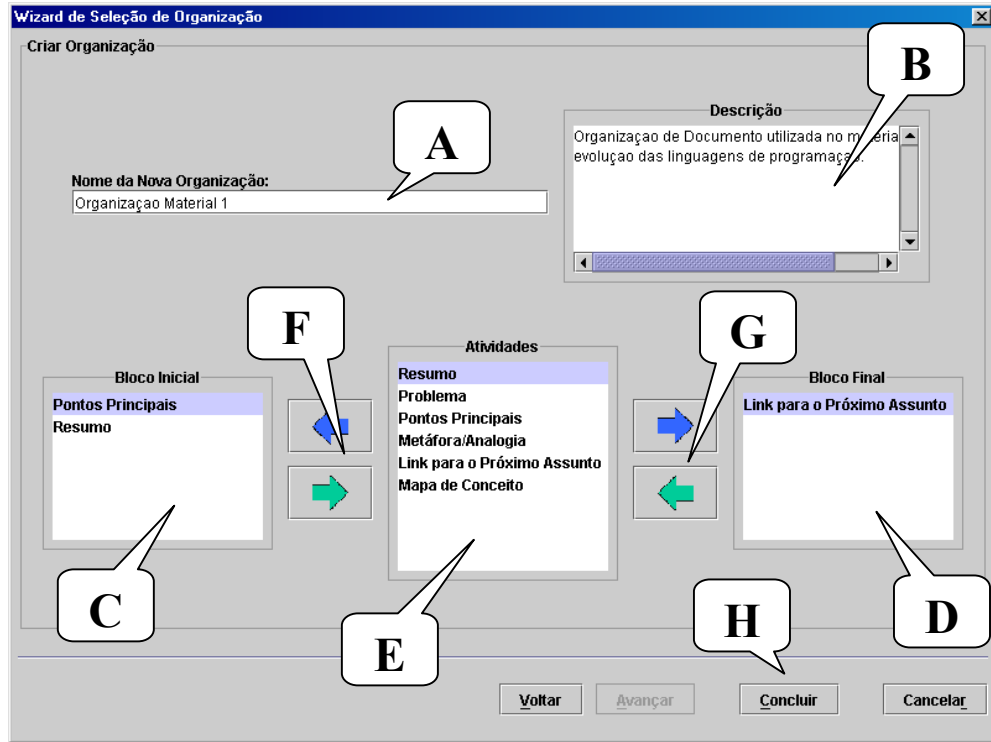 Wizard de Seleção de Organização
Criar Organização
B
A
Descrição
Organizaçao de Documento utilizada no
evoluçao das linguagens de programação.
Nome da Nova Organização:
Organizaçao Material 1
F
G
Atividades
Resumo
Problema
Pontos Principais
Metáfora/Analogia
Link para o Próximo Assunto
Mapa de Conceito
Bloco Inicial
Pontos Principais
Resumo
Bloco Final
Link para o Próximo Assunto
C
E
H
D
Voltar
Avançar
Concluir
Cancelar